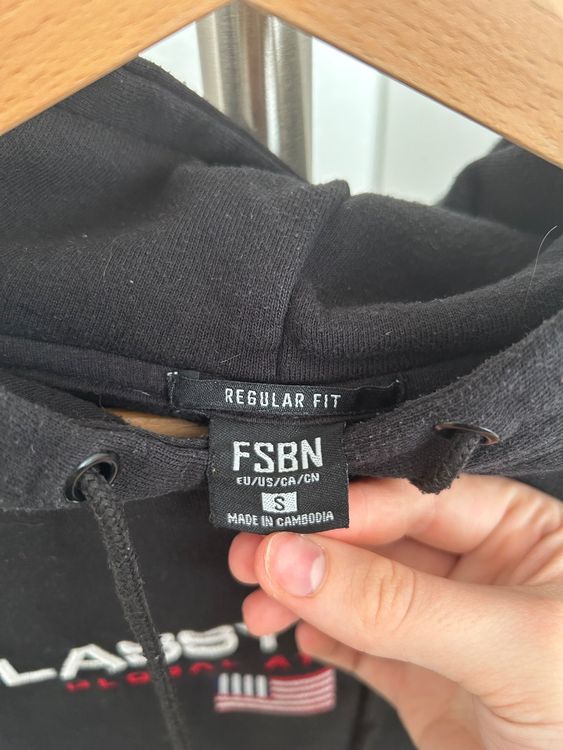 REGULAR FIT
FSBN
EU/US/CA/CN
S
MADE IN CAMBODIA